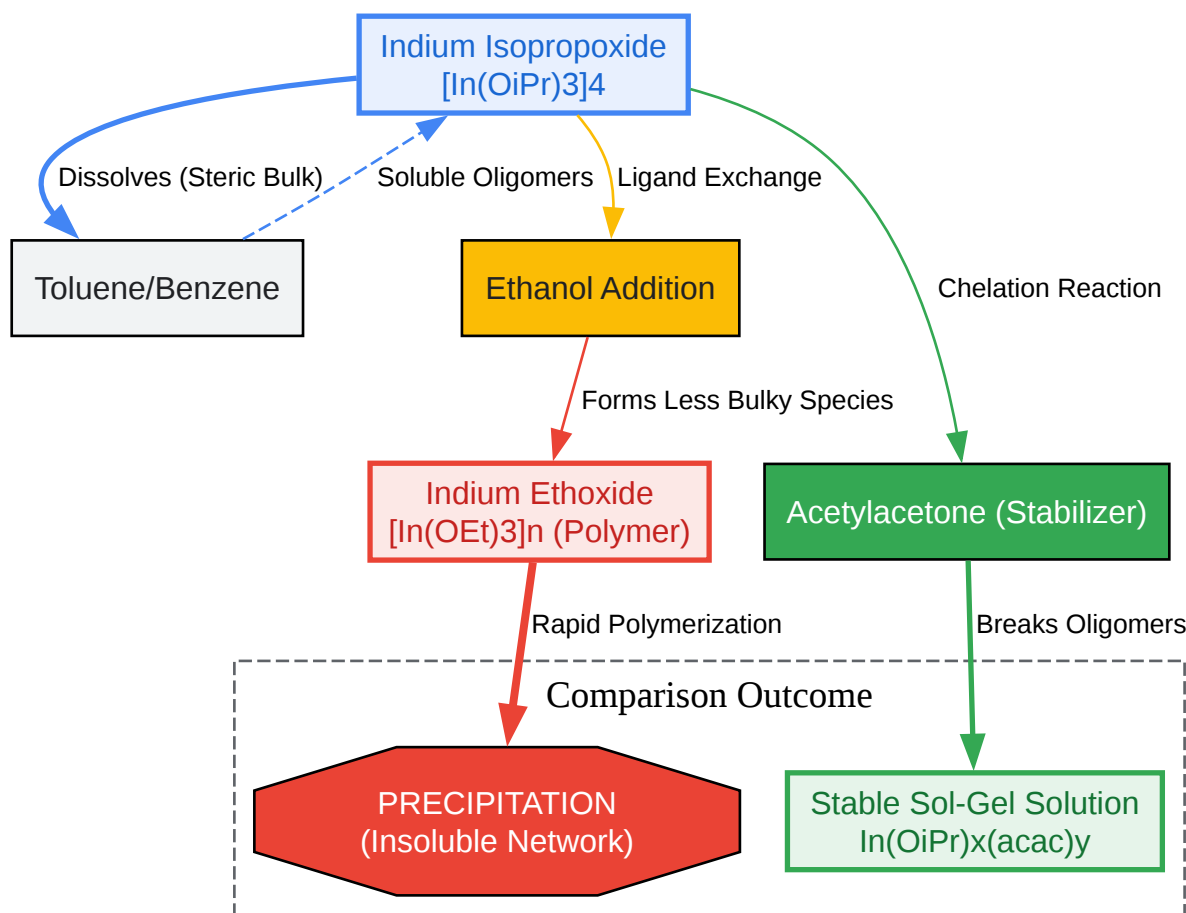 Indium Isopropoxide
[In(OiPr)3]4
Dissolves (Steric Bulk)
Soluble Oligomers
Ligand Exchange
Toluene/Benzene
Ethanol Addition
Chelation Reaction
Forms Less Bulky Species
Indium Ethoxide
[In(OEt)3]n (Polymer)
Acetylacetone (Stabilizer)
Rapid Polymerization
Breaks Oligomers
Comparison Outcome
PRECIPITATION
(Insoluble Network)
Stable Sol-Gel Solution
In(OiPr)x(acac)y